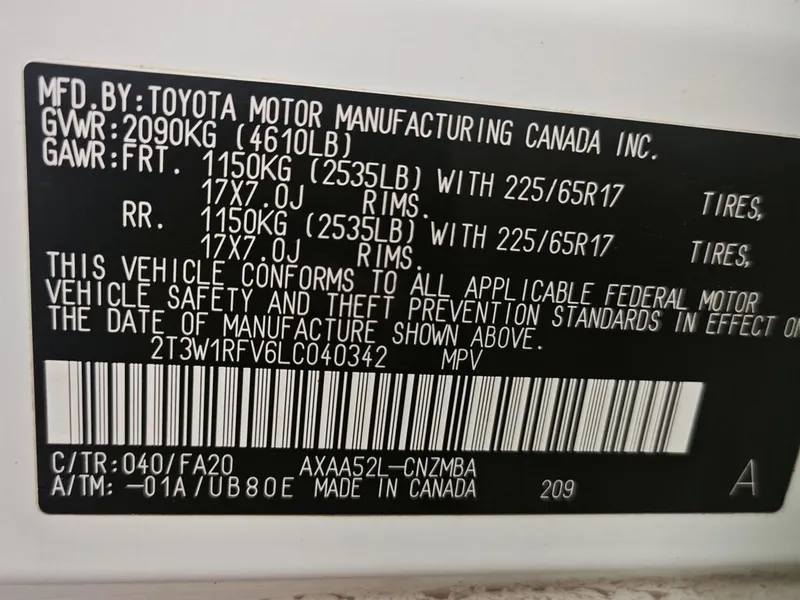 MFD.BY:TOYOTA MOTOR MANUFACTURING CANADA INC.
GVWR:2090KG (4610LB)
GAWR:FRT. 1150KG (2535LB) WITH 225/65R17 TIRES,
17X7.0J RIMS.
RR. 1150KG (2535LB) WITH 225/65R17 TIRES,
17X7.0J RIMS.
THIS VEHICLE CONFORMS TO ALL APPLICABLE FEDERAL MOTOR
VEHICLE SAFETY AND THEFT PREVENTION STANDARDS IN EFFECT O
THE DATE OF MANUFACTURE SHOWN ABOVE.
2T3W1RFV6LC040342 MPV
C/TR:040/FA20 AXAA52L-CNZMBA
A/TM:-01A/UB80E MADE IN CANADA 209 A